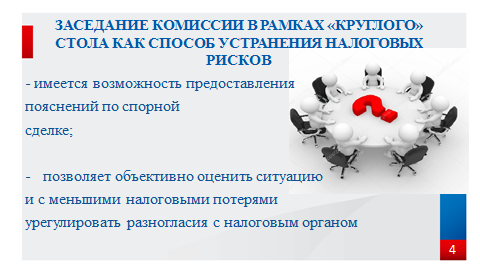 ЗАСЕДАНИЕ КОМИССИИ В РАМКАХ «КРУГЛОГО»
СТОЛА КАК СПОСОБ УСТРАНЕНИЯ НАЛОГОВЫХ
РИСКОВ
- имеется возможность предоставления
пояснений по спорной
сделке;
- позволяет объективно оценить ситуацию
и с меньшими налоговыми потерями
урегулировать разногласия с налоговым органом
4